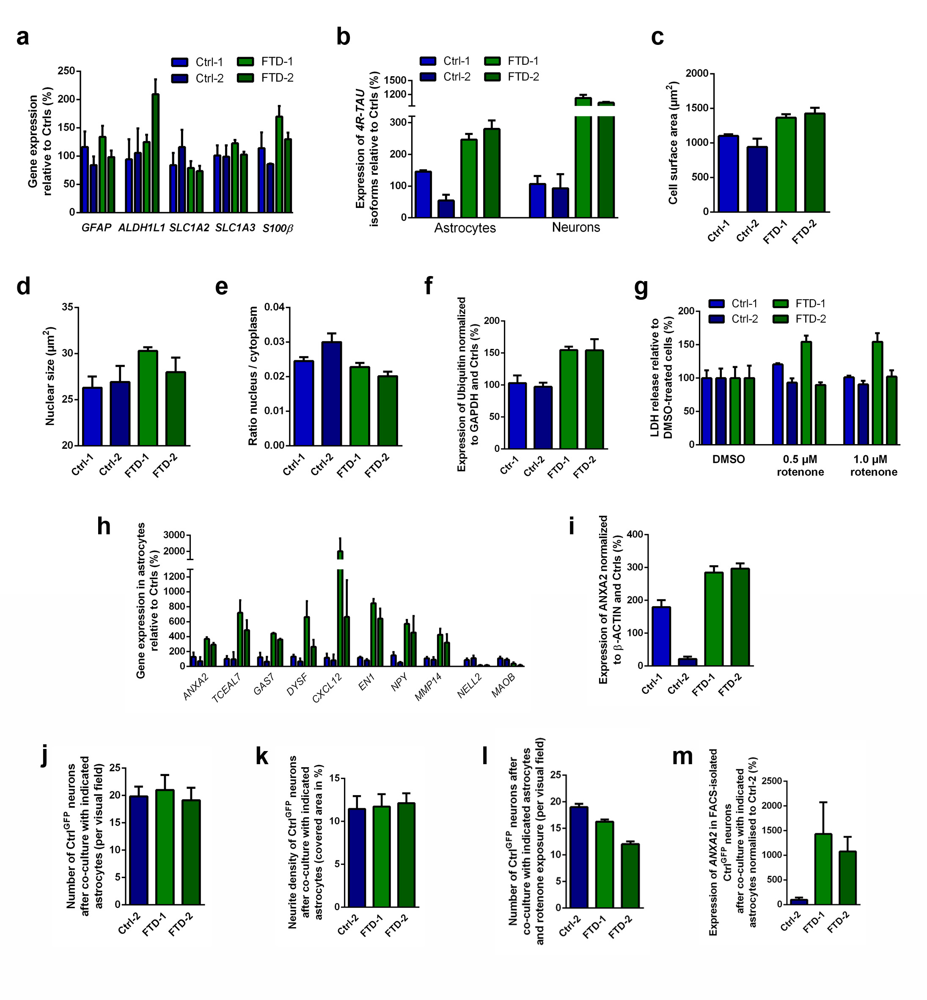 a
Ctrl-1
FTD-1
Ctrl-2
FTD-2
Gene expression
relative to Ctrls (%)
250
200
150
100
50
0
GFAP
ALDH1L1
SLC1A2
SLC1A3
S100β
b
Ctrl-1
FTD-1
Ctrl-2
FTD-2
Expression of 4R-TAU
isoforms relative to Ctrls (%)
1500
1200
300
200
100
0
Astrocytes
Neurons
c
Cell surface area (µm²)
2000
1500
1000
500
0
Ctrl-1
Ctrl-2
FTD-1
FTD-2
d
Nuclear size (µm²)
35
30
25
20
Ctrl-1
Ctrl-2
FTD-1
FTD-2
e
Ratio nucleus / cytoplasm
0.04
0.03
0.02
0.01
0.00
Ctrl-1
Ctrl-2
FTD-1
FTD-2
f
Expression of Ubiquitin normalized
to GAPDH and Ctrls (%)
200
150
100
50
0
Ctr-1
Ctrl-2
FTD-1
FTD-2
g
Ctrl-1
FTD-1
Ctrl-2
FTD-2
LDH release relative to
DMSO-treated cells (%)
200
150
100
50
0
DMSO
0.5 µM
rotenone
1.0 µM
rotenone
h
Gene expression in astrocytes
relative to Ctrls (%)
3000
2000
1200
1000
800
600
400
200
0
ANXA2
TCEAL7
GAS7
DYSF
CXCL12
EN1
NPY
MMP14
NELL2
MAOB
i
Expression of ANXA2 normalized
to β-ACTIN and Ctrls (%)
400
300
200
100
0
Ctrl-1
Ctrl-2
FTD-1
FTD-2
j
Number of Ctrl^GFP neurons
after co-culture with indicated
astrocytes (per visual field)
25
20
15
10
5
0
Ctrl-2
FTD-1
FTD-2
k
Neurite density of Ctrl^GFP neurons
after co-culture with indicated
astrocytes (covered area in %)
15
10
5
0
Ctrl-2
FTD-1
FTD-2
l
Number of Ctrl^GFP neurons after
co-culture with indicated astrocytes
and rotenone exposure (per visual field)
25
20
15
10
5
0
Ctrl-2
FTD-1
FTD-2
m
Expression of ANXA2 in FACS-isolated
Ctrl^GFP neurons
after co-culture with indicated
astrocytes normalised to Ctrl-2 (%)
2500
2000
1500
1000
500
0
Ctrl-2
FTD-1
FTD-2